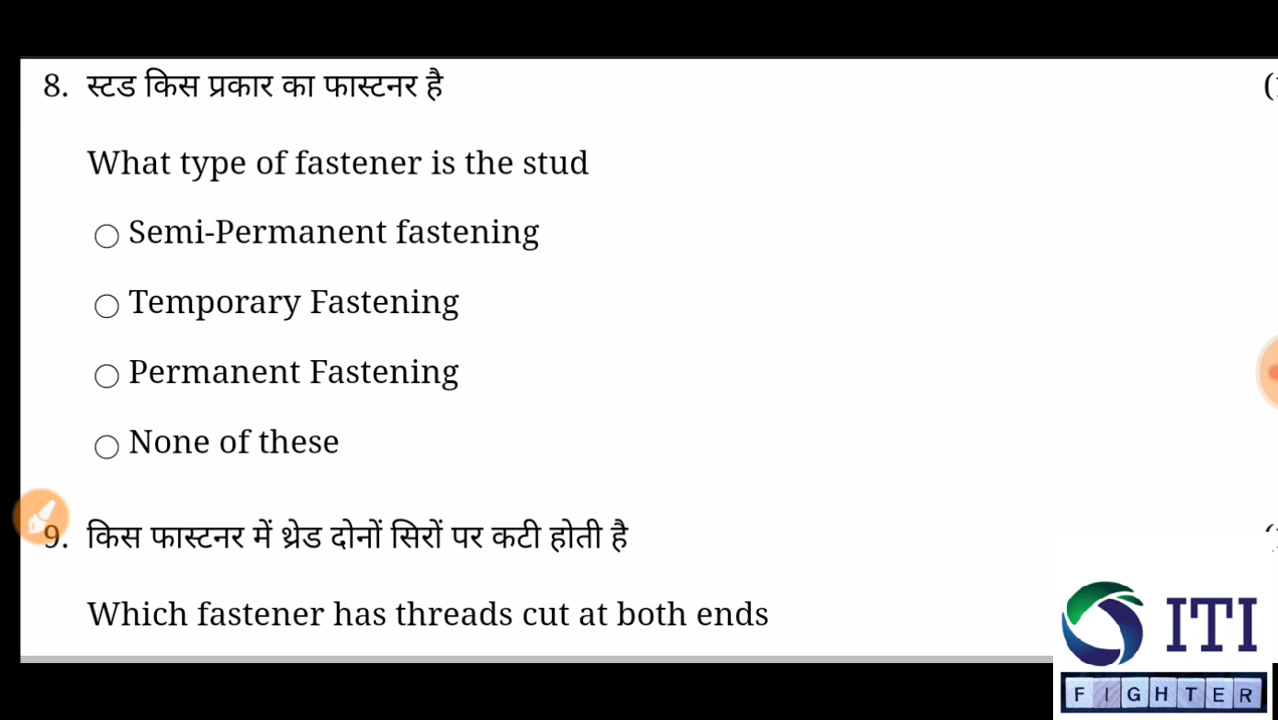 8. स्टड किस प्रकार का फास्टनर है
What type of fastener is the stud
Semi-Permanent fastening
Temporary Fastening
Permanent Fastening
None of these
9. किस फास्टनर में थ्रेड दोनों सिरों पर कटी होती है
Which fastener has threads cut at both ends
ITI
FIGHTER